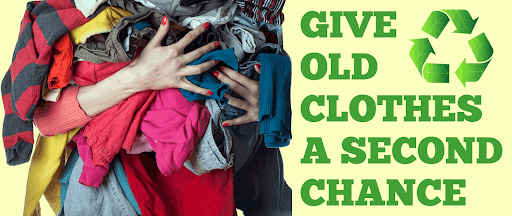 GIVE
OLD
CLOTHES
A SECOND
CHANCE